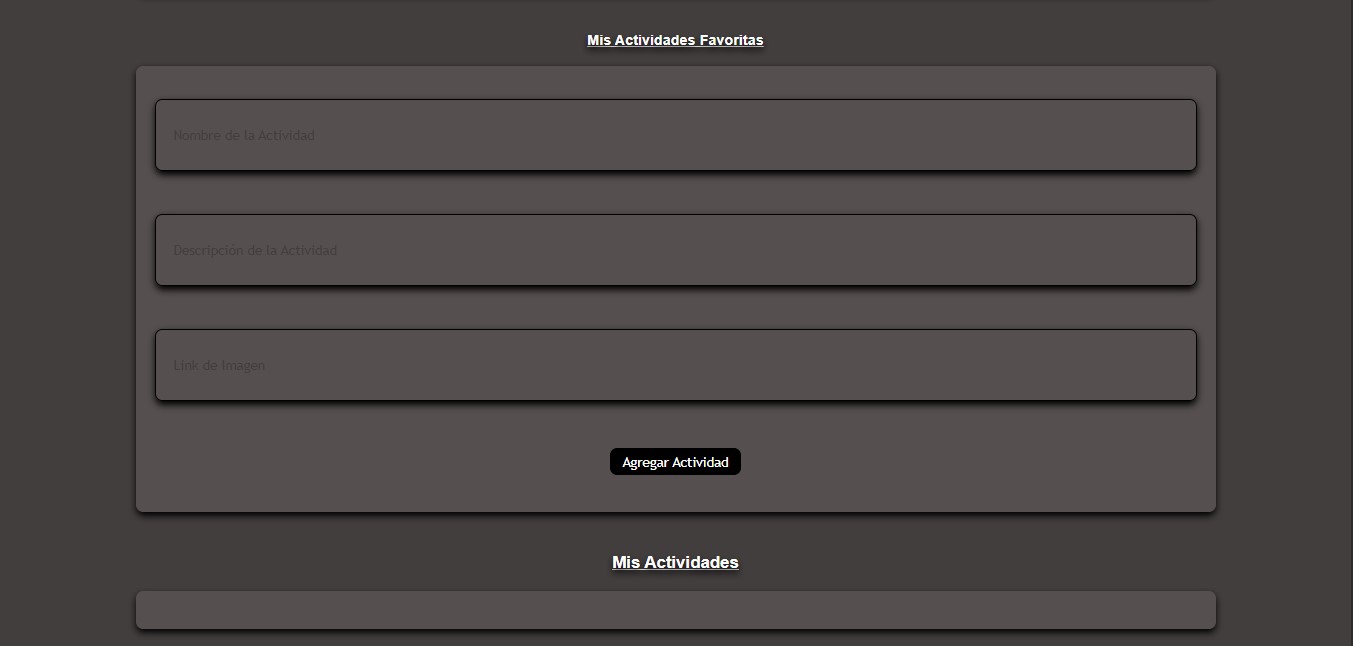 Mis Actividades Favoritas
Nombre de la Actividad
Descripción de la Actividad
Link de Imagen
Agregar Actividad
Mis Actividades